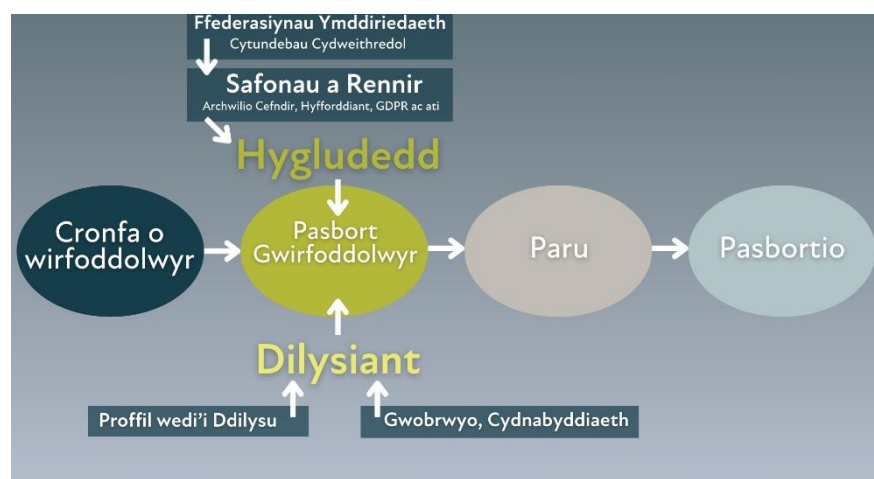 Ffederasiynau Ymddiriedaeth
Cytundebau Cydweithredol
Safonau a Rennir
Archwilio Cefndir, Hyfforddiant, GDPR ac ati
Hygludedd
Cronfa o
wirfoddolwyr
Pasbort
Gwirfoddolwyr
Paru
Pasbortio
Dilysiant
Proffil wedi'i Ddilysu
Gwobrwyo, Cydnabyddiaeth